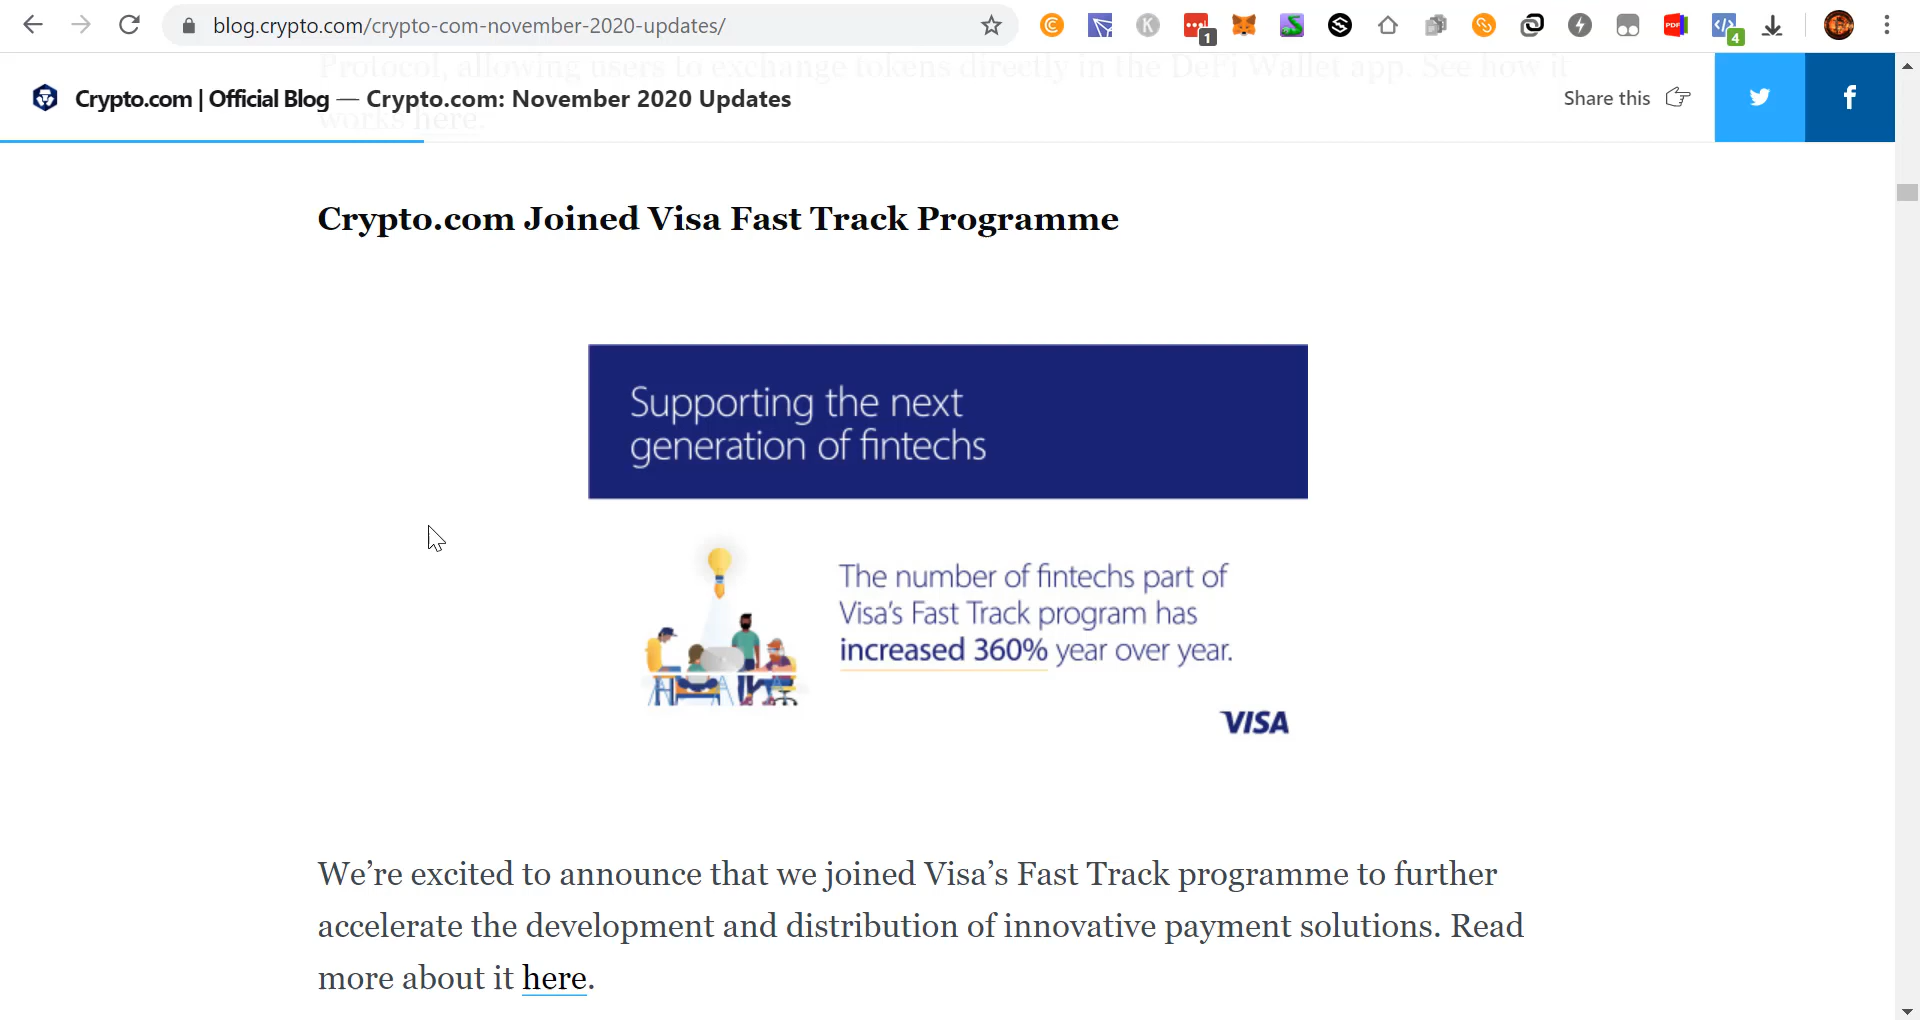 blog.crypto.com/crypto-com-november-2020-updates/
1
PDF
4
Protocol, allowing users to exchange tokens directly in the DeFi Wallet app. See how it
Crypto.com | Official Blog — Crypto.com: November 2020 Updates
Share this
works here.
Crypto.com Joined Visa Fast Track Programme
Supporting the next
generation of fintechs
The number of fintechs part of
Visa's Fast Track program has
increased 360% year over year.
VISA
We're excited to announce that we joined Visa's Fast Track programme to further
accelerate the development and distribution of innovative payment solutions. Read
more about it here.